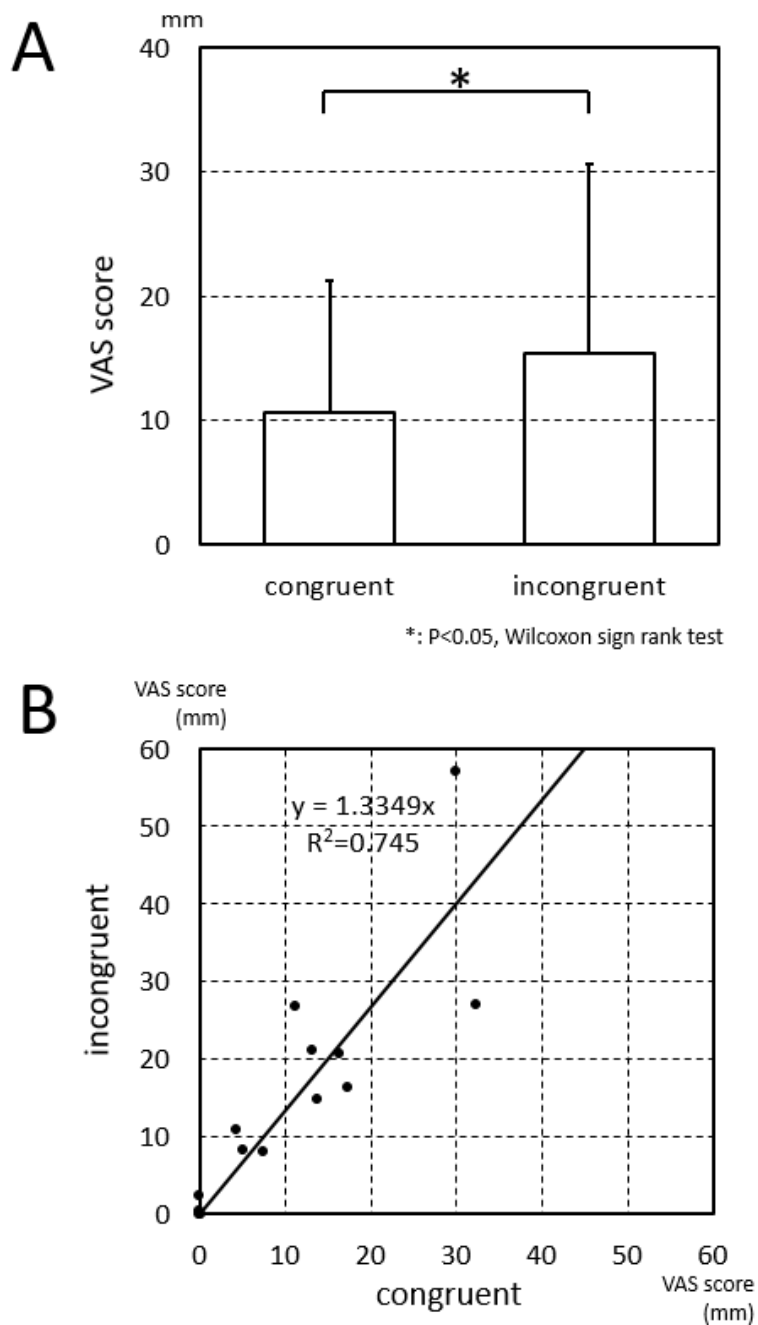 A
mm
40
30
20
10
0
VAS score
*
congruent incongruent
*: P<0.05, Wilcoxon sign rank test
B
VAS score
(mm)
60
50
40
30
20
10
0
incongruent
y = 1.3349x
R²=0.745
0 10 20 30 40 50 60
congruent
VAS score
(mm)